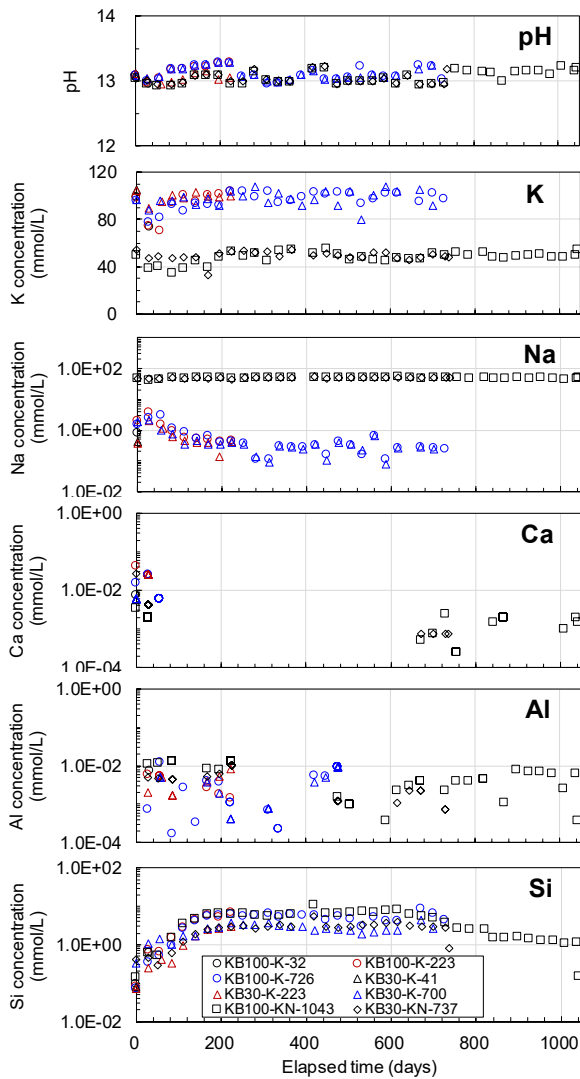 14
13
12
pH
pH
120
80
40
0
K concentration
(mmol/L)
K
1.0E+02
1.0E+00
1.0E-02
Na concentration
(mmol/L)
Na
1.0E+00
1.0E-02
1.0E-04
Ca concentration
(mmol/L)
Ca
1.0E+00
1.0E-02
1.0E-04
Al concentration
(mmol/L)
Al
1.0E+02
1.0E+00
1.0E-02
Si concentration
(mmol/L)
Si
KB100-K-32 KB100-K-223
KB100-K-726 KB30-K-41
KB30-K-223 KB30-K-700
KB100-KN-1043 KB30-KN-737
0 200 400 600 800 1000
Elapsed time (days)